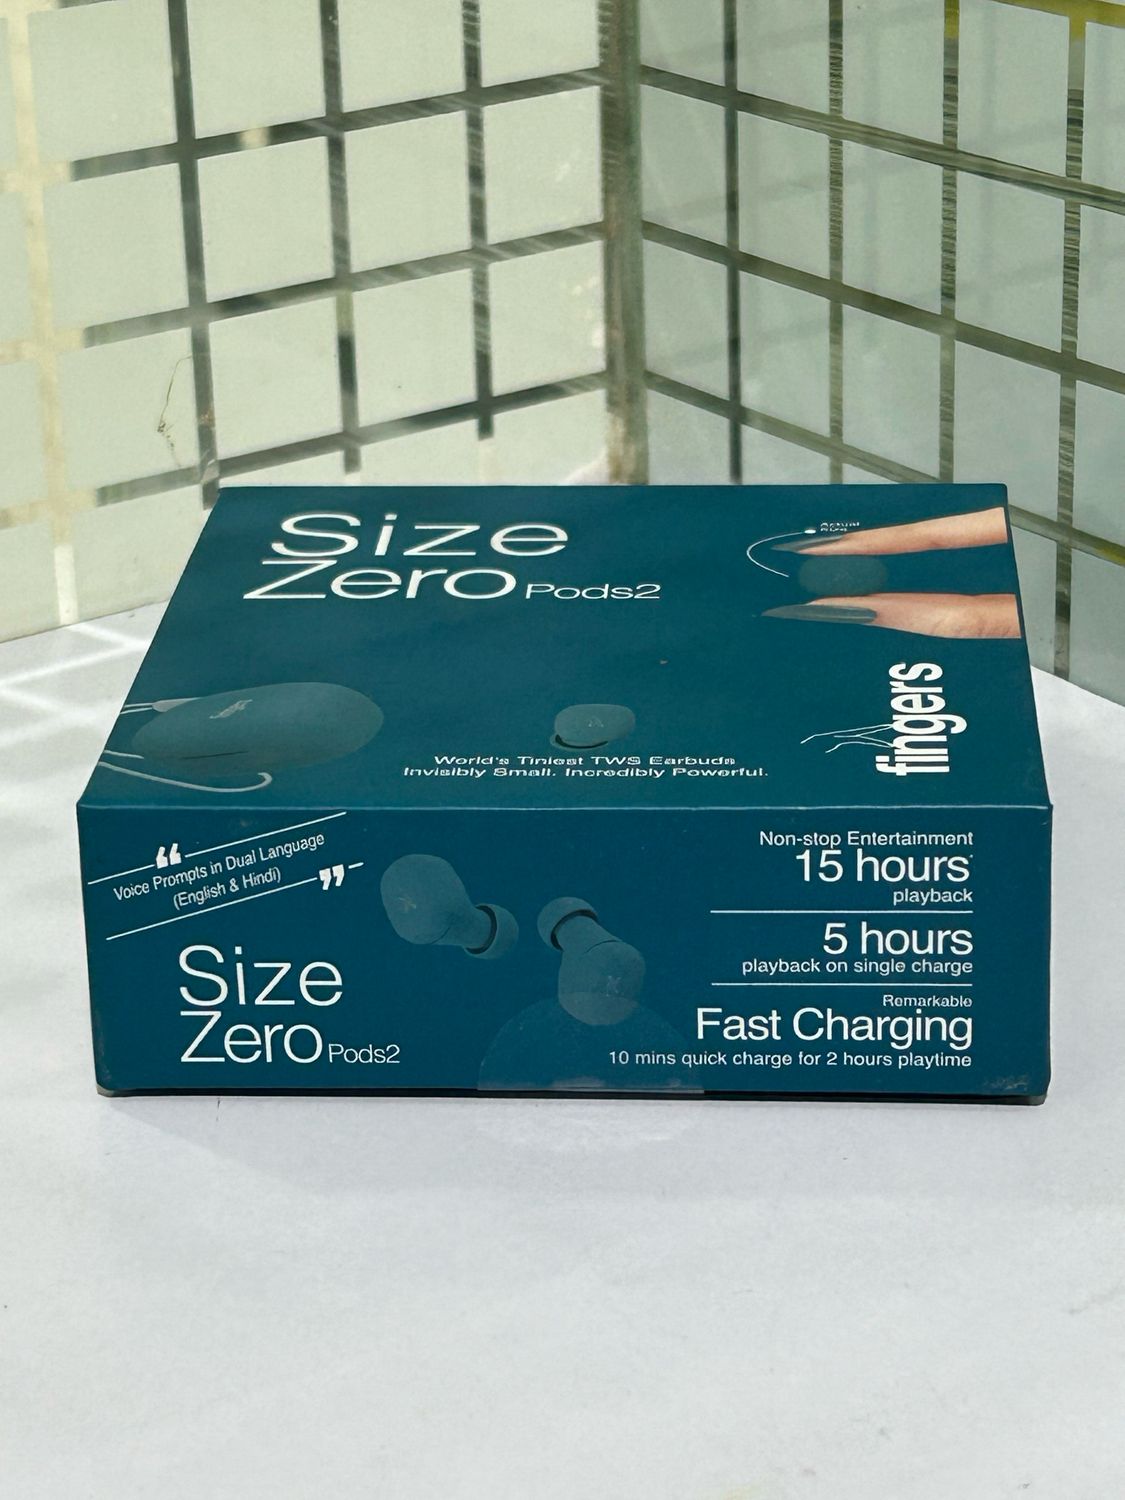 Size
Zero Pods2
Actual
Size
fingers
World's Tiniest TWS Earbuds
Invisibly Small. Incredibly Powerful.
“
Voice Prompts in Dual Language
(English & Hindi)
”
Size
Zero Pods2
Non-stop Entertainment
15 hours*
playback
5 hours
playback on single charge
Remarkable
Fast Charging
10 mins quick charge for 2 hours playtime